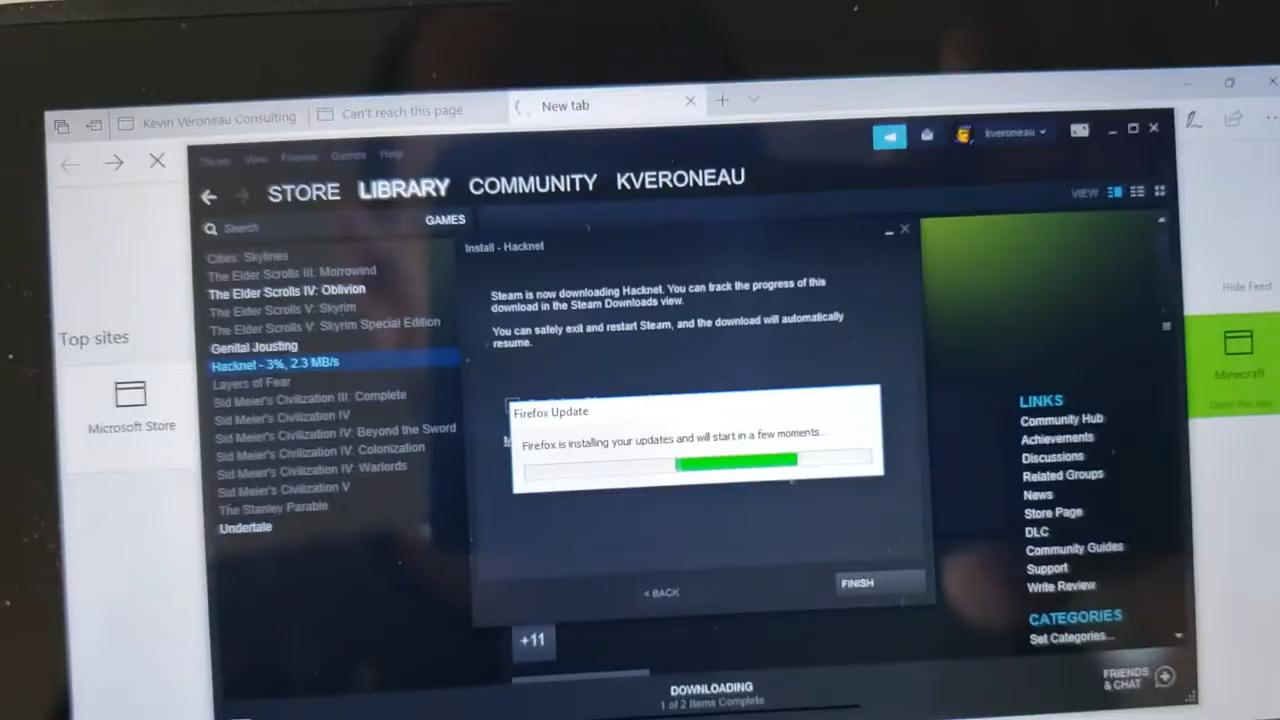 Kevin Veroneau Consulting
Can't reach this page
New tab
Steam View Friends Games Help
kveroneau
STORE LIBRARY COMMUNITY KVERONEAU
VIEW
Search
GAMES
Cities: Skylines
The Elder Scrolls III: Morrowind
The Elder Scrolls IV: Oblivion
The Elder Scrolls V: Skyrim
The Elder Scrolls V: Skyrim Special Edition
Genital Jousting
Hacknet - 3%, 2.3 MB/s
Layers of Fear
Sid Meier's Civilization III: Complete
Sid Meier's Civilization IV
Sid Meier's Civilization IV: Beyond the Sword
Sid Meier's Civilization IV: Colonization
Sid Meier's Civilization IV: Warlords
Sid Meier's Civilization V
The Stanley Parable
Undertale
Install - Hacknet
Steam is now downloading Hacknet. You can track the progress of this
download in the Steam Downloads view.
You can safely exit and restart Steam, and the download will automatically
resume.
Firefox Update
Firefox is installing your updates and will start in a few moments...
< BACK
FINISH
+11
DOWNLOADING
1 of 2 Items Complete
LINKS
Community Hub
Achievements
Discussions
Related Groups
News
Store Page
DLC
Community Guides
Support
Write Review
CATEGORIES
Set Categories...
FRIENDS
& CHAT
Top sites
Microsoft Store
Hide Feed
Minecraft